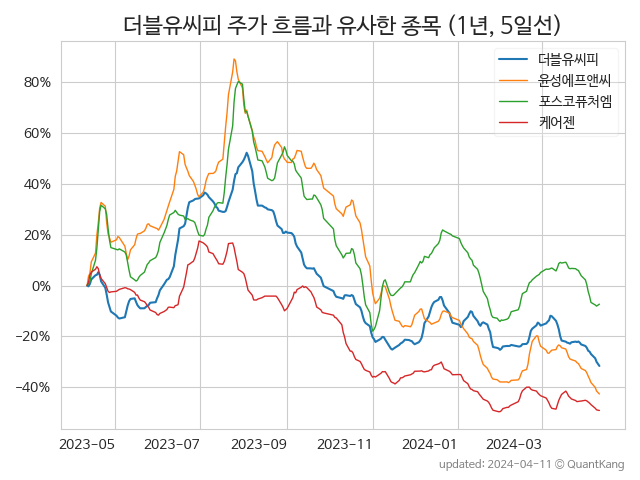 더블유씨피 주가 흐름과 유사한 종목 (1년, 5일선)
더블유씨피
윤성에프앤씨
포스코퓨처엠
케어젠
80%
60%
40%
20%
0%
−20%
−40%
2023-05
2023-07
2023-09
2023-11
2024-01
2024-03
updated: 2024-04-11 © QuantKang